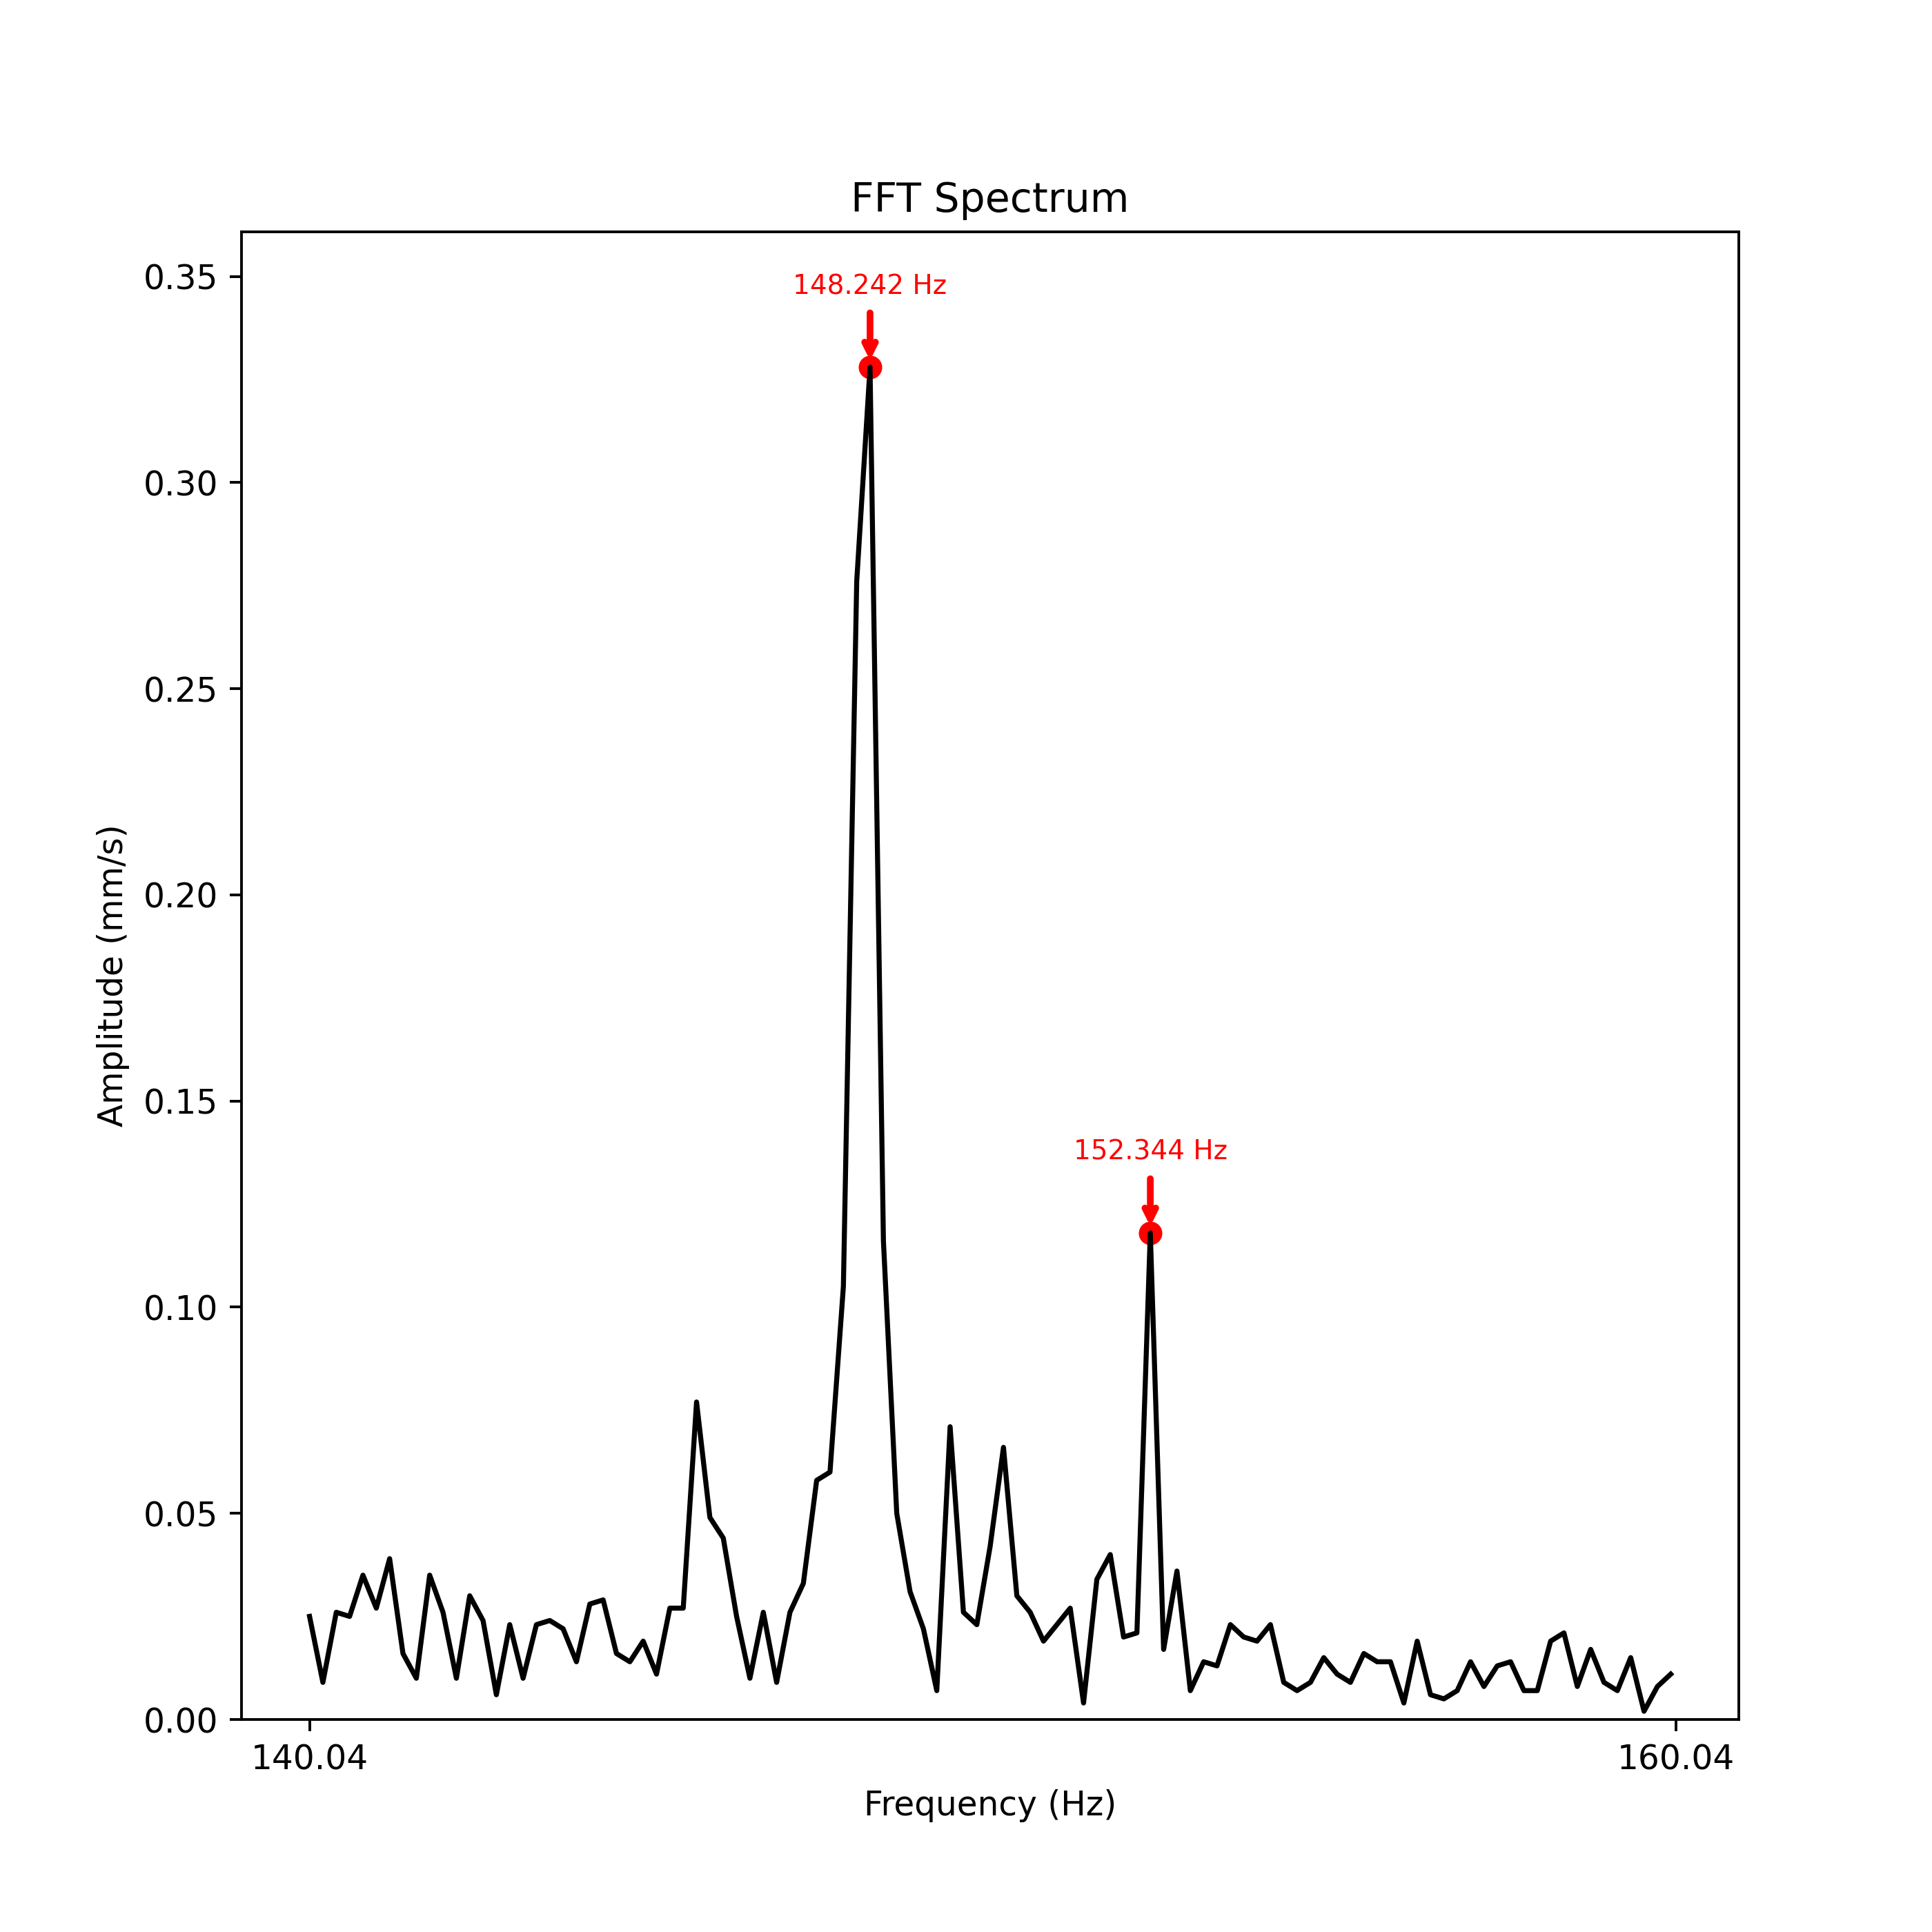 FFT Spectrum
148.242 Hz
152.344 Hz
0.35
0.30
0.25
0.20
0.15
0.10
0.05
0.00
Amplitude (mm/s)
140.04
160.04
Frequency (Hz)